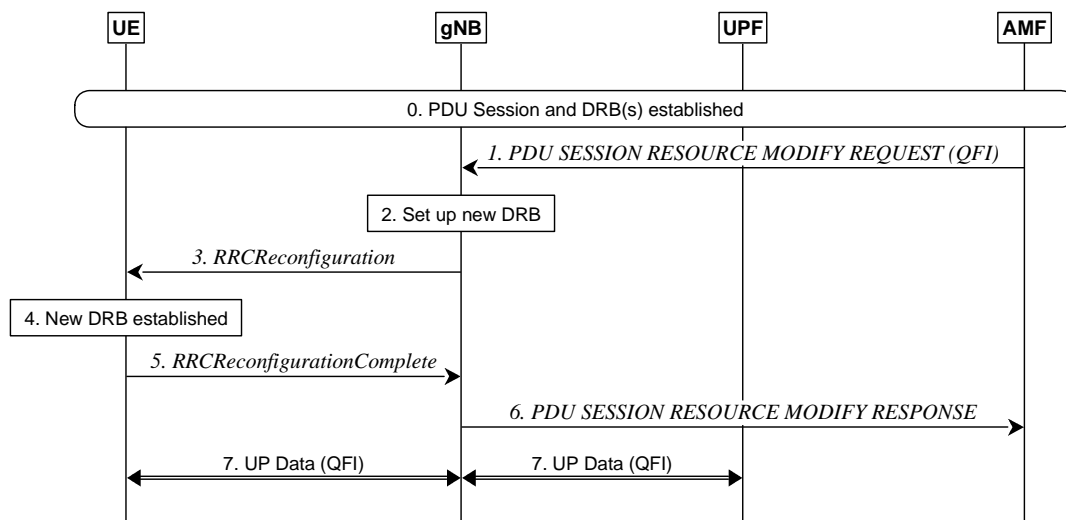 UE gNB UPF AMF
0. PDU Session and DRB(s) established
1. PDU SESSION RESOURCE MODIFY REQUEST (QFI)
2. Set up new DRB
3. RRCReconfiguration
4. New DRB established
5. RRCReconfigurationComplete
6. PDU SESSION RESOURCE MODIFY RESPONSE
7. UP Data (QFI) 7. UP Data (QFI)